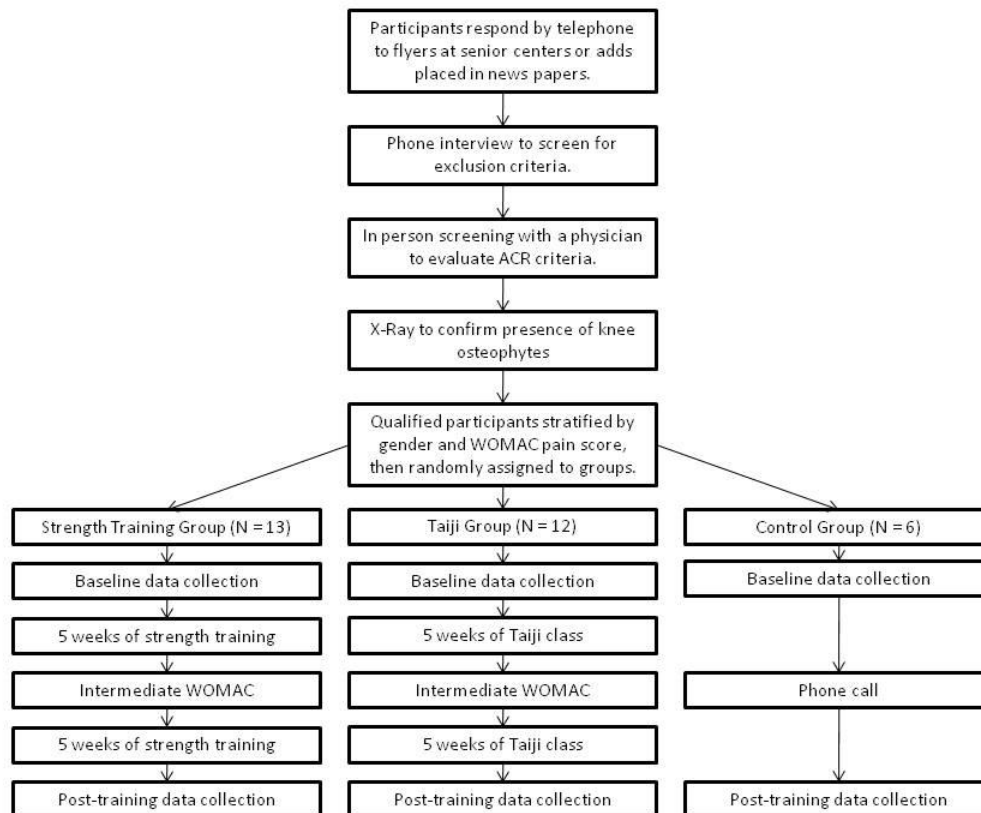 Participants respond by telephone
to flyers at senior centers or adds
placed in news papers.
Phone interview to screen for
exclusion criteria.
In person screening with a physician
to evaluate ACR criteria.
X-Ray to confirm presence of knee
osteophytes
Qualified participants stratified by
gender and WOMAC pain score,
then randomly assigned to groups.
Strength Training Group (N = 13)
Baseline data collection
5 weeks of strength training
Intermediate WOMAC
5 weeks of strength training
Post-training data collection
Taiji Group (N = 12)
Baseline data collection
5 weeks of Taiji class
Intermediate WOMAC
5 weeks of Taiji class
Post-training data collection
Control Group (N = 6)
Baseline data collection
Phone call
Post-training data collection